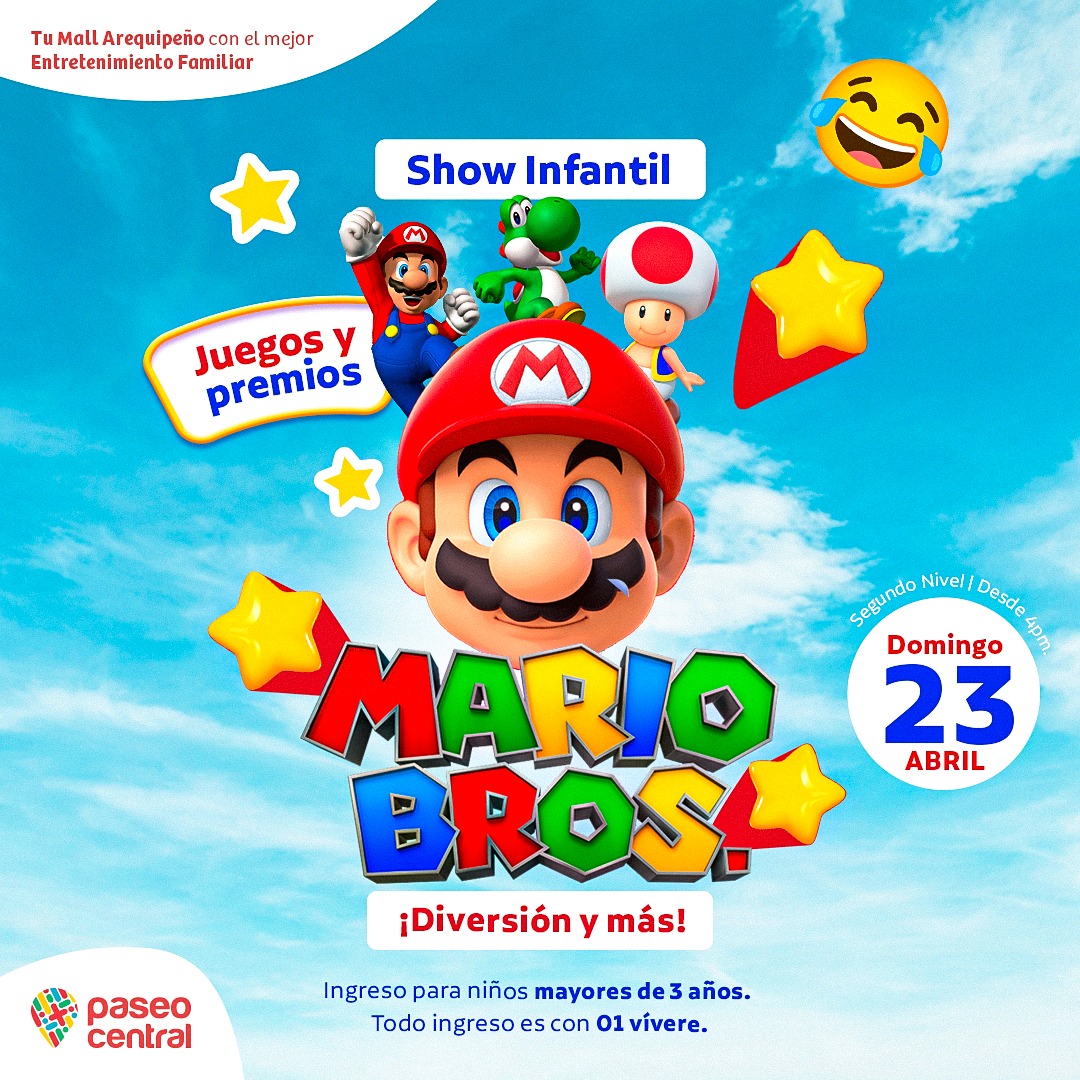 Tu Mall Arequipeño con el mejor
Entretenimiento Familiar
Show Infantil
M
Juegos y
premios
M
Segundo Nivel | Desde 4pm.
Domingo
23
ABRIL
MARIO
BROS.
¡Diversión y más!
Ingreso para niños mayores de 3 años.
Todo ingreso es con 01 vívere.
paseo
central